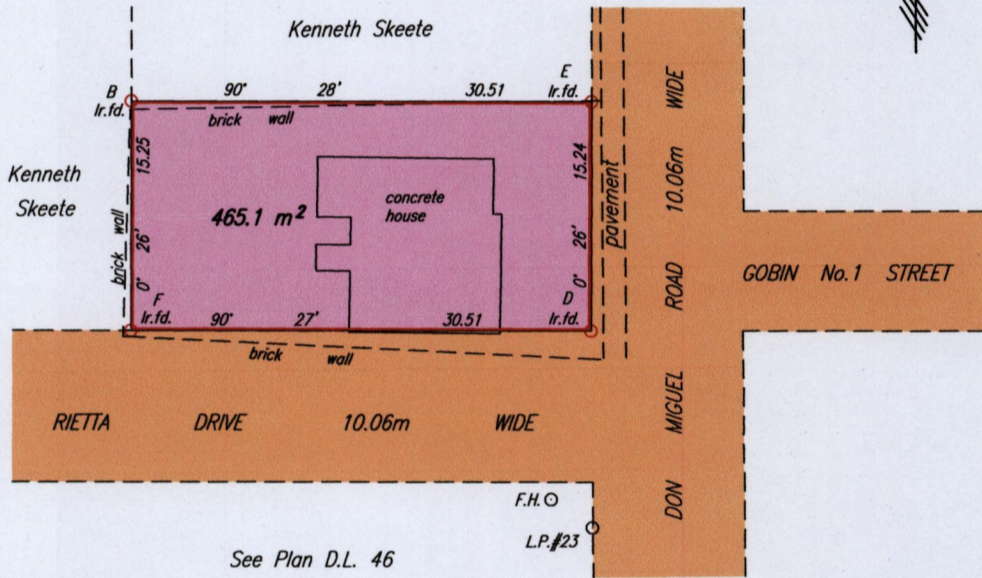 Kenneth Skeete
B
Ir.fd.
90° 28' 30.51
E
Ir.fd.
brick wall
Kenneth
Skeete
15.25
26'
0°
brick wall
465.1 m²
concrete
house
15.24
26'
0°
pavement
F
Ir.fd.
90° 27' 30.51
D
Ir.fd.
brick wall
DON MIGUEL ROAD 10.06m WIDE
GOBIN No.1 STREET
RIETTA DRIVE 10.06m WIDE
F.H.
L.P.#23
See Plan D.L. 46